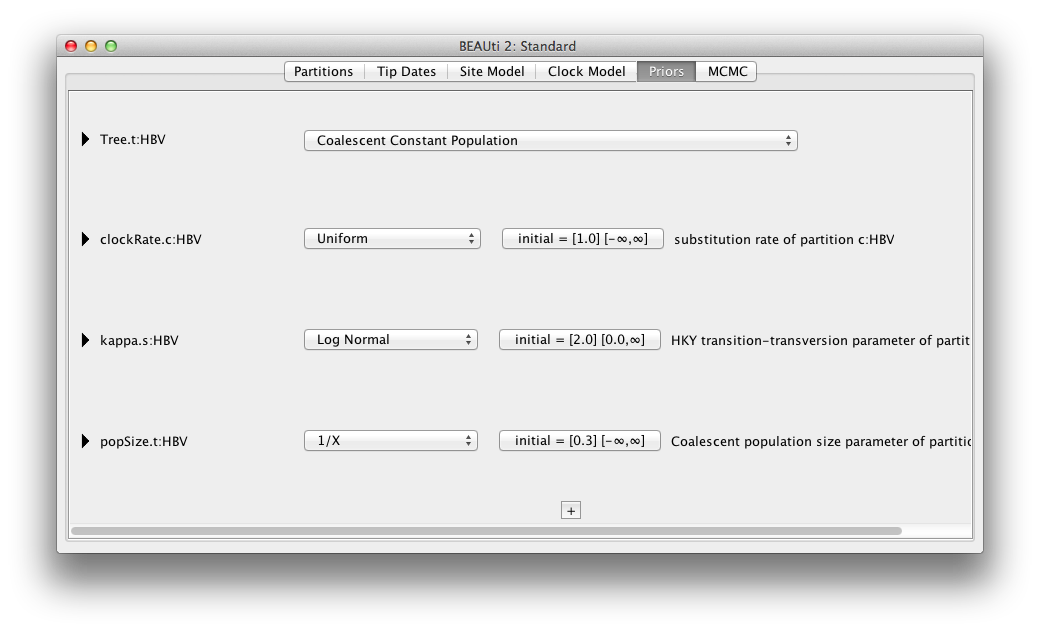 BEAUti 2: Standard
Partitions Tip Dates Site Model Clock Model Priors MCMC
Tree.t:HBV Coalescent Constant Population
clockRate.c:HBV Uniform initial = [1.0] [-∞,∞] substitution rate of partition c:HBV
kappa.s:HBV Log Normal initial = [2.0] [0.0,∞] HKY transition-transversion parameter of partit
popSize.t:HBV 1/X initial = [0.3] [-∞,∞] Coalescent population size parameter of partitic
+